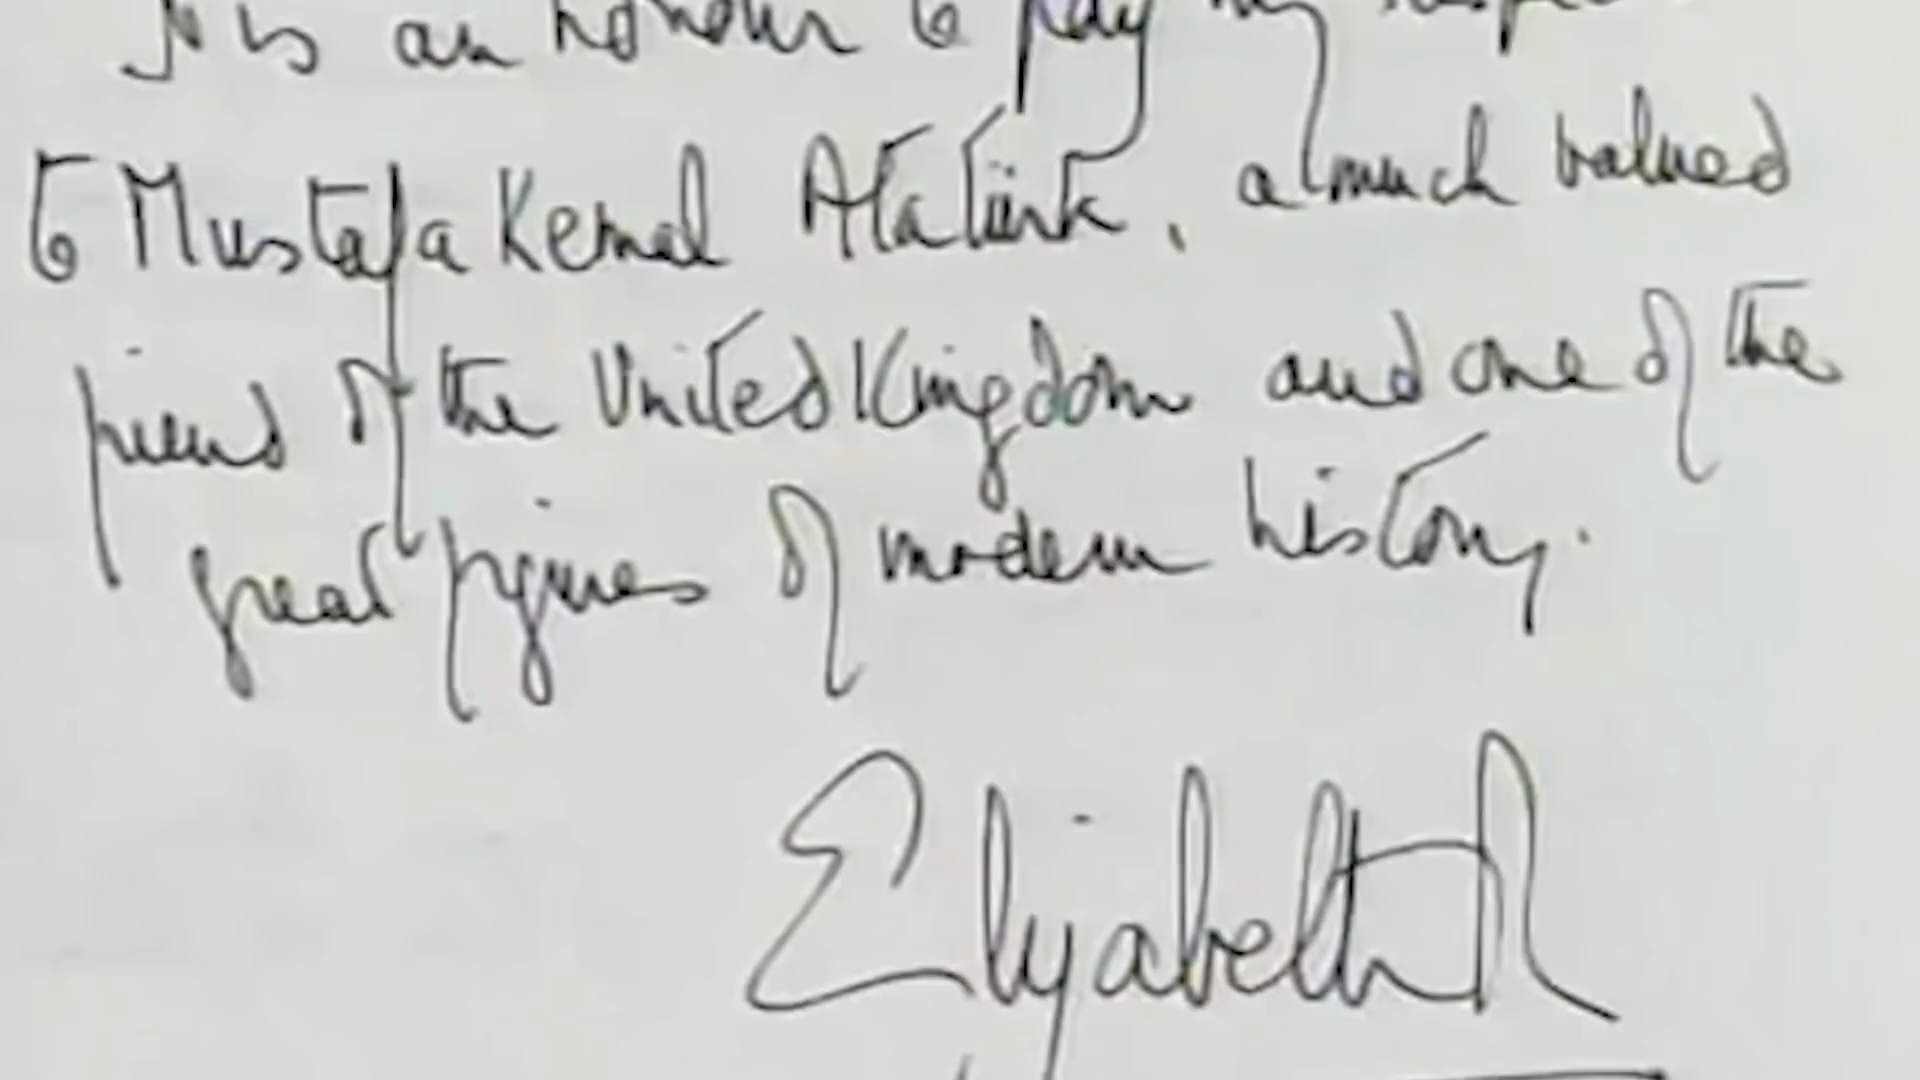 It is an honour to pay my respects
to Mustafa Kemal Atatürk, a much valued
friend of the United Kingdom and one of the
great figures of modern history.
Elizabeth R